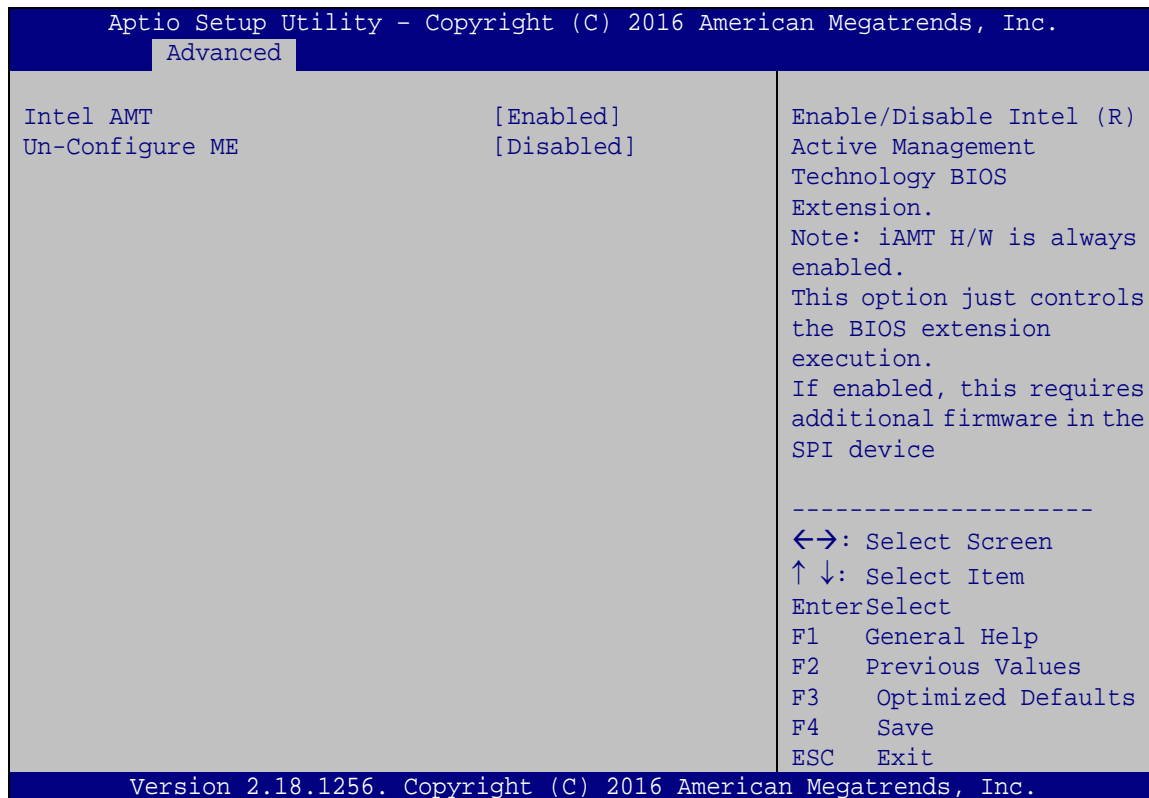 Aptio Setup Utility – Copyright (C) 2016 American Megatrends, Inc.
Advanced
Intel AMT [Enabled]
Un-Configure ME [Disabled]
Enable/Disable Intel (R)
Active Management
Technology BIOS
Extension.
Note: iAMT H/W is always
enabled.
This option just controls
the BIOS extension
execution.
If enabled, this requires
additional firmware in the
SPI device
---------------------
←→: Select Screen
↑ ↓: Select Item
EnterSelect
F1 General Help
F2 Previous Values
F3 Optimized Defaults
F4 Save
ESC Exit
Version 2.18.1256. Copyright (C) 2016 American Megatrends, Inc.